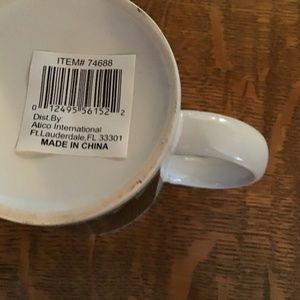 ITEM# 74688
0 12495 56152 2
Dist.By:
Atico International
Ft.Lauderdale,FL 33301
MADE IN CHINA